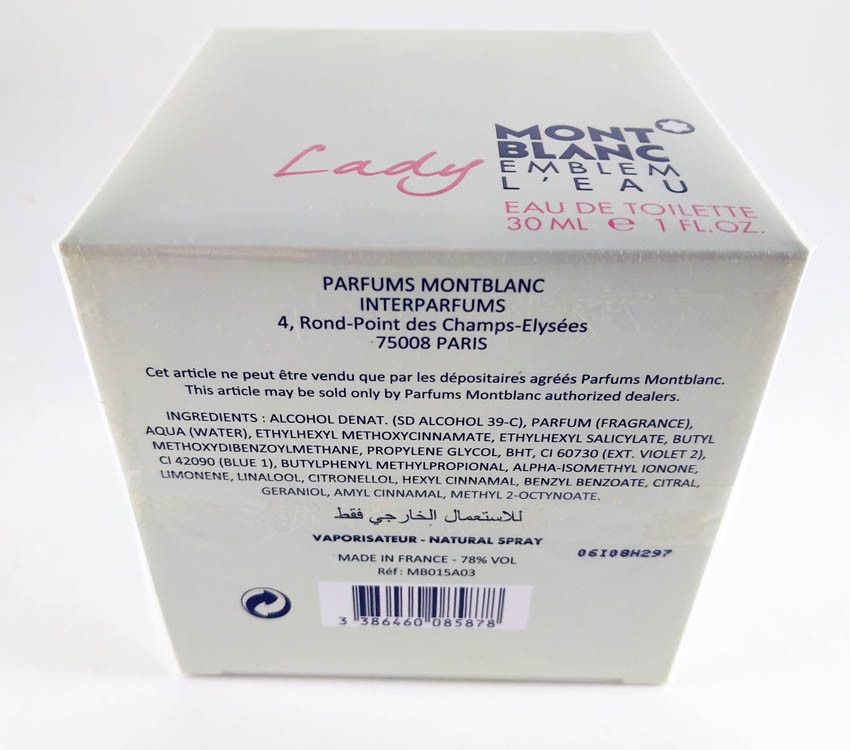 Lady
MONT
BLANC
EMBLEM
L'EAU
EAU DE TOILETTE
30 ML e 1 FL.OZ.
PARFUMS MONTBLANC
INTERPARFUMS
4, Rond-Point des Champs-Elysées
75008 PARIS
Cet article ne peut être vendu que par les dépositaires agréés Parfums Montblanc.
This article may be sold only by Parfums Montblanc authorized dealers.
INGREDIENTS : ALCOHOL DENAT. (SD ALCOHOL 39-C), PARFUM (FRAGRANCE),
AQUA (WATER), ETHYLHEXYL METHOXYCINNAMATE, ETHYLHEXYL SALICYLATE, BUTYL
METHOXYDIBENZOYLMETHANE, PROPYLENE GLYCOL, BHT, CI 60730 (EXT. VIOLET 2),
CI 42090 (BLUE 1), BUTYLPHENYL METHYLPROPIONAL, ALPHA-ISOMETHYL IONONE,
LIMONENE, LINALOOL, CITRONELLOL, HEXYL CINNAMAL, BENZYL BENZOATE, CITRAL,
GERANIOL, AMYL CINNAMAL, METHYL 2-OCTYNOATE.
للاستعمال الخارجي فقط
VAPORISATEUR - NATURAL SPRAY
06I08H297
MADE IN FRANCE - 78% VOL
Réf : MB015A03
3 386460 085878